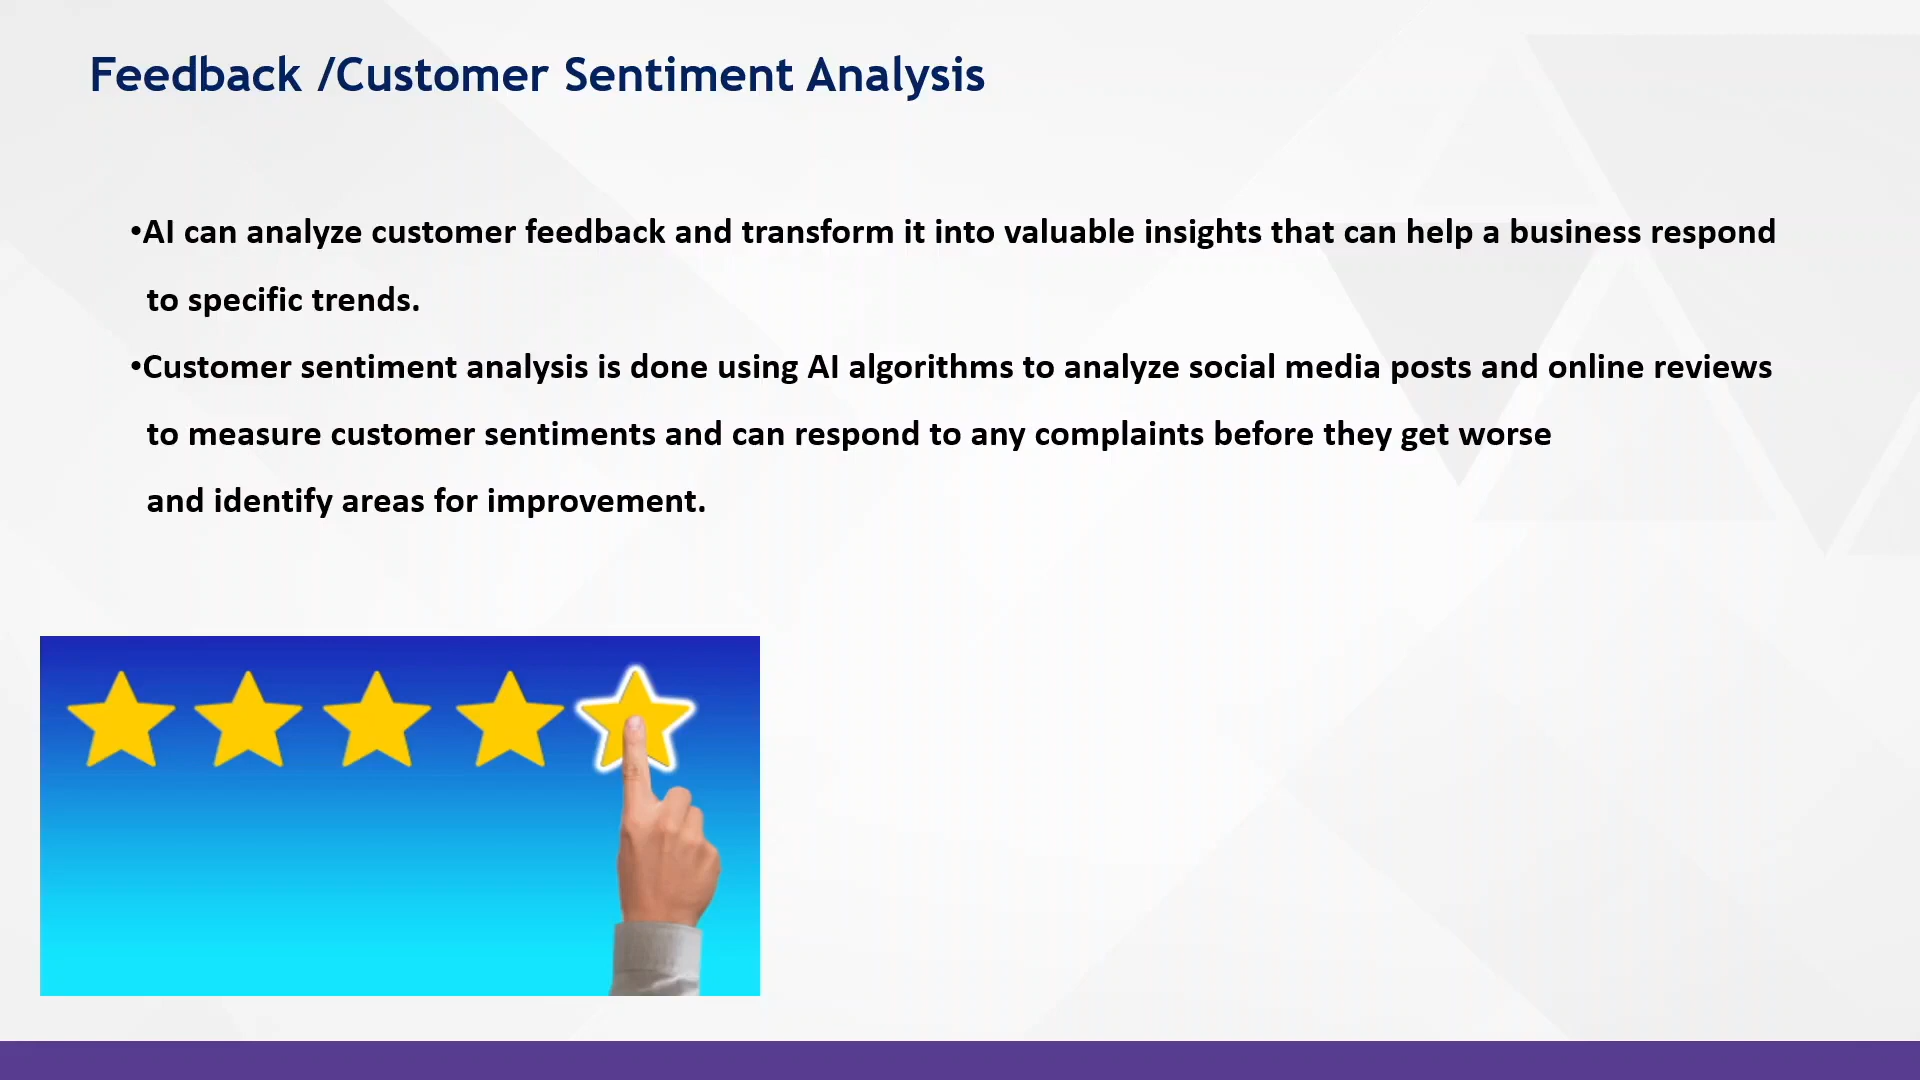 Feedback /Customer Sentiment Analysis
•AI can analyze customer feedback and transform it into valuable insights that can help a business respond
to specific trends.
•Customer sentiment analysis is done using AI algorithms to analyze social media posts and online reviews
to measure customer sentiments and can respond to any complaints before they get worse
and identify areas for improvement.